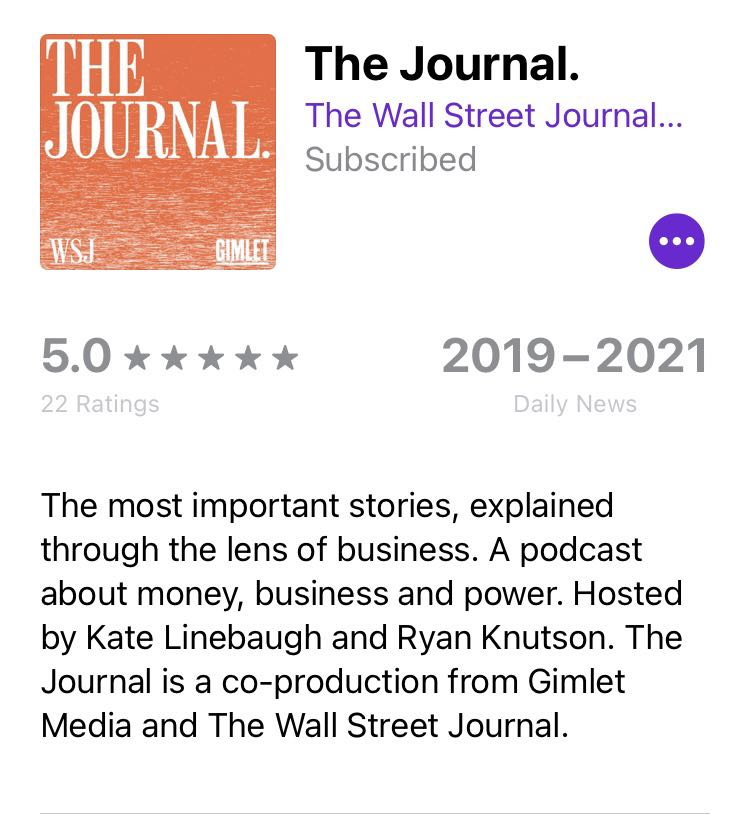 THE
JOURNAL.
WSJ
GIMLET
The Journal.
The Wall Street Journal...
Subscribed
5.0 ★★★★★
22 Ratings
2019–2021
Daily News
The most important stories, explained
through the lens of business. A podcast
about money, business and power. Hosted
by Kate Linebaugh and Ryan Knutson. The
Journal is a co-production from Gimlet
Media and The Wall Street Journal.